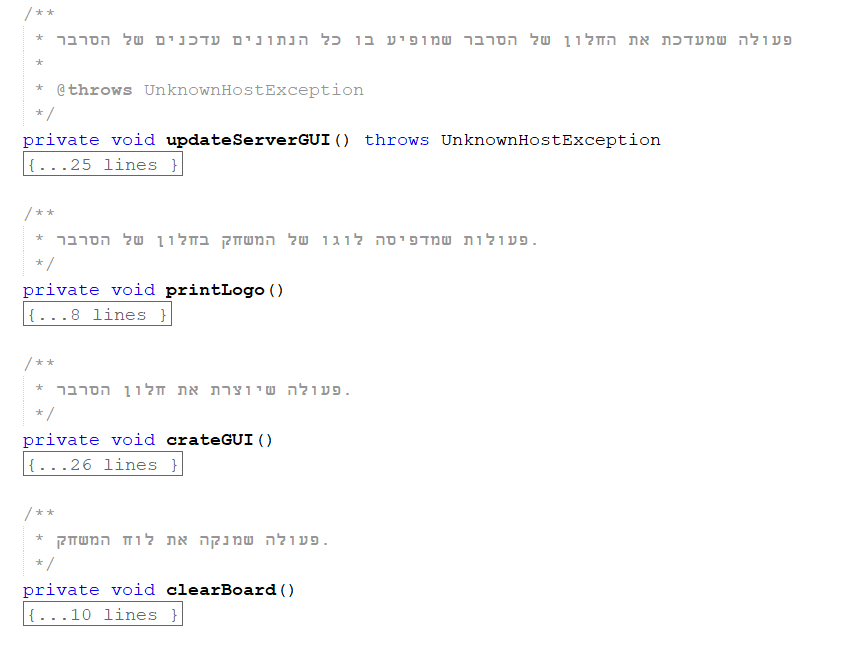 /**
* פעולה שמעדכת את החלון של הסרבר שמופיע בו כל הנתונים עדכנים של הסרבר
*
* @throws UnknownHostException
*/
private void updateServerGUI() throws UnknownHostException
{...25 lines }
/**
* פעולות שמדפיסה לוגו של המשחק בחלון של הסרבר.
*/
private void printLogo()
{...8 lines }
/**
* פעולה שיוצרת את חלון הסרבר.
*/
private void crateGUI()
{...26 lines }
/**
* פעולה שמנקה את לוח המשחק.
*/
private void clearBoard()
{...10 lines }